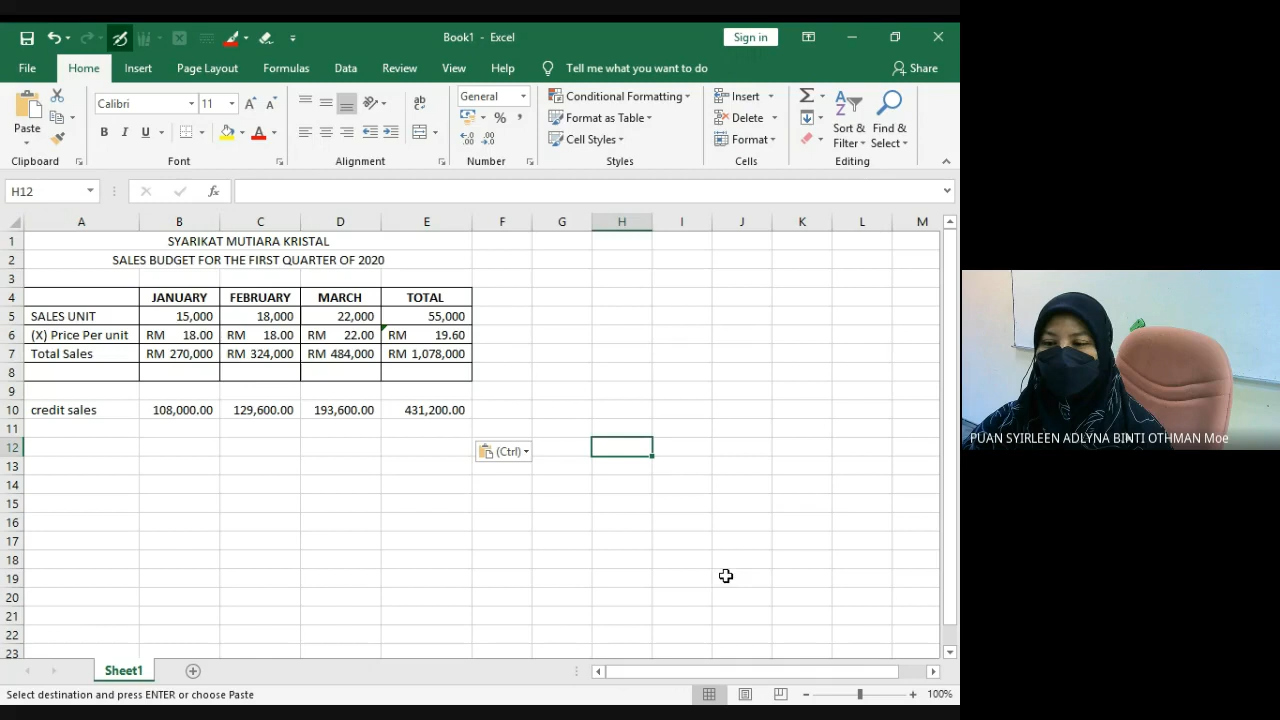 Book1 - Excel
Sign in
File Home Insert Page Layout Formulas Data Review View Help Tell me what you want to do Share
Paste
Calibri 11
B I U A
ab
General
% ,
Conditional Formatting
Format as Table
Cell Styles
Insert
Delete
Format
Sort & Filter
Find & Select
Clipboard Font Alignment Number Styles Cells Editing
H12 fx
A B C D E F G H I J K L M
1 SYARIKAT MUTIARA KRISTAL
2 SALES BUDGET FOR THE FIRST QUARTER OF 2020
3
4 JANUARY FEBRUARY MARCH TOTAL
5 SALES UNIT 15,000 18,000 22,000 55,000
6 (X) Price Per unit RM 18.00 RM 18.00 RM 22.00 RM 19.60
7 Total Sales RM 270,000 RM 324,000 RM 484,000 RM 1,078,000
8
9
10 credit sales 108,000.00 129,600.00 193,600.00 431,200.00
11
12 (Ctrl)
13
14
15
16
17
18
19
20
21
22
23
Sheet1
Select destination and press ENTER or choose Paste 100%
PUAN SYIRLEEN ADLYNA BINTI OTHMAN Moe